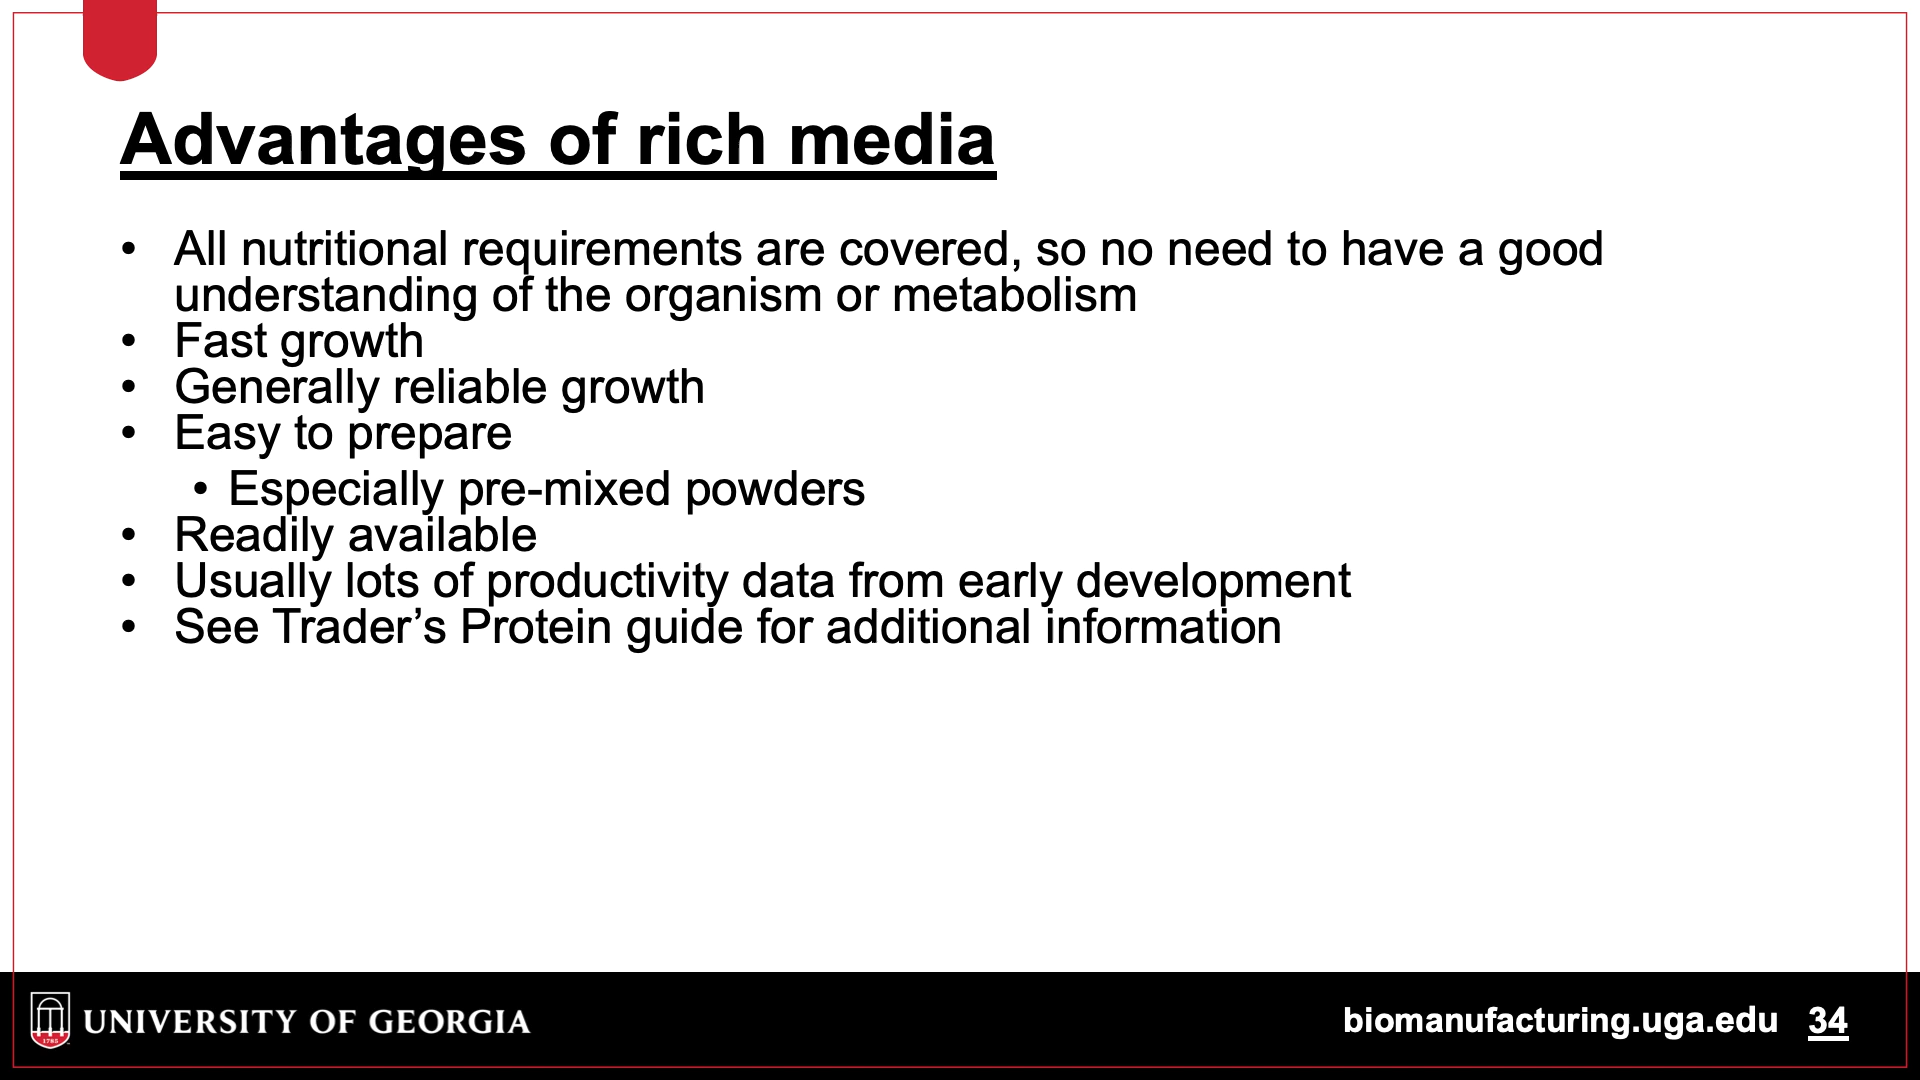 Advantages of rich media
• All nutritional requirements are covered, so no need to have a good
understanding of the organism or metabolism
• Fast growth
• Generally reliable growth
• Easy to prepare
• Especially pre-mixed powders
• Readily available
• Usually lots of productivity data from early development
• See Trader’s Protein guide for additional information
1785
UNIVERSITY OF GEORGIA
biomanufacturing.uga.edu 34